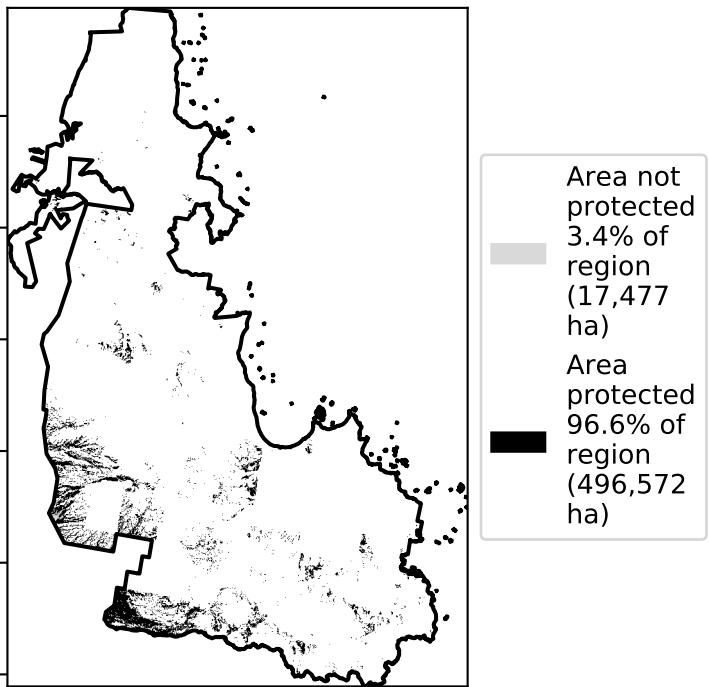 Area not
protected
3.4% of
region
(17,477
ha)
Area
protected
96.6% of
region
(496,572
ha)